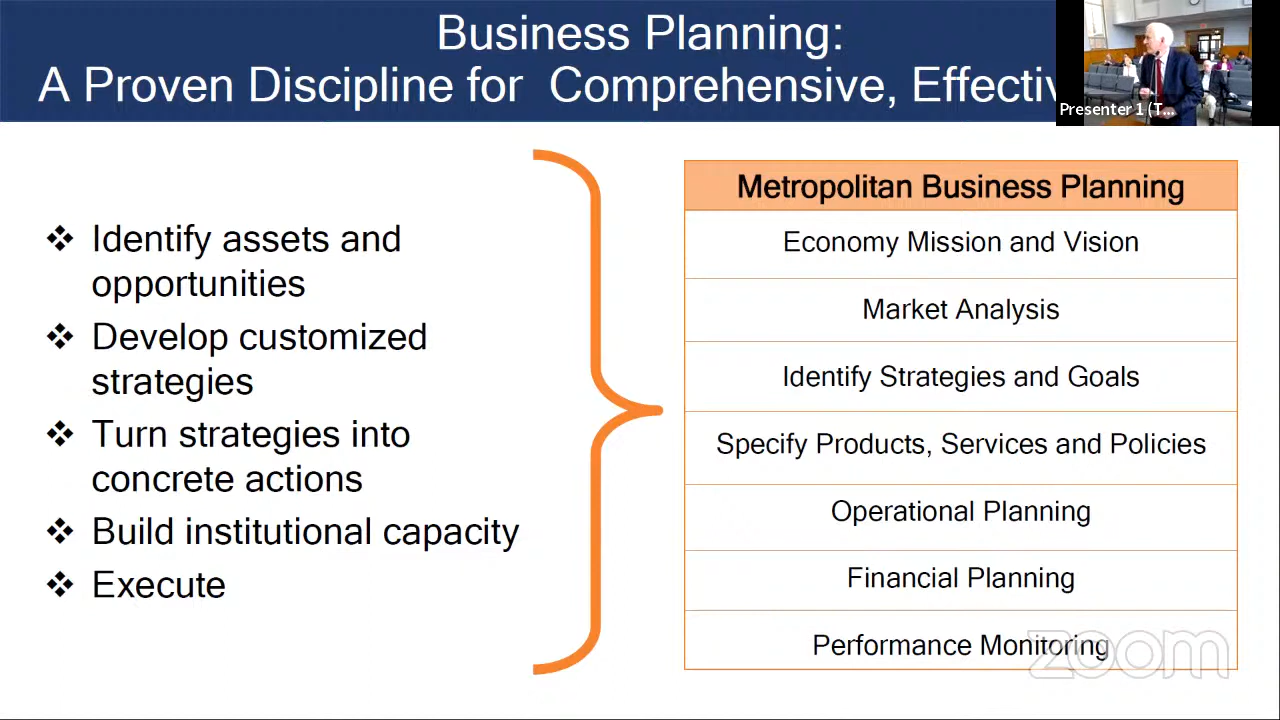 Business Planning:
A Proven Discipline for Comprehensive, Effectiv
Presenter 1 (T...
Identify assets and
opportunities
Develop customized
strategies
Turn strategies into
concrete actions
Build institutional capacity
Execute
Metropolitan Business Planning
Economy Mission and Vision
Market Analysis
Identify Strategies and Goals
Specify Products, Services and Policies
Operational Planning
Financial Planning
Performance Monitoring
zoom